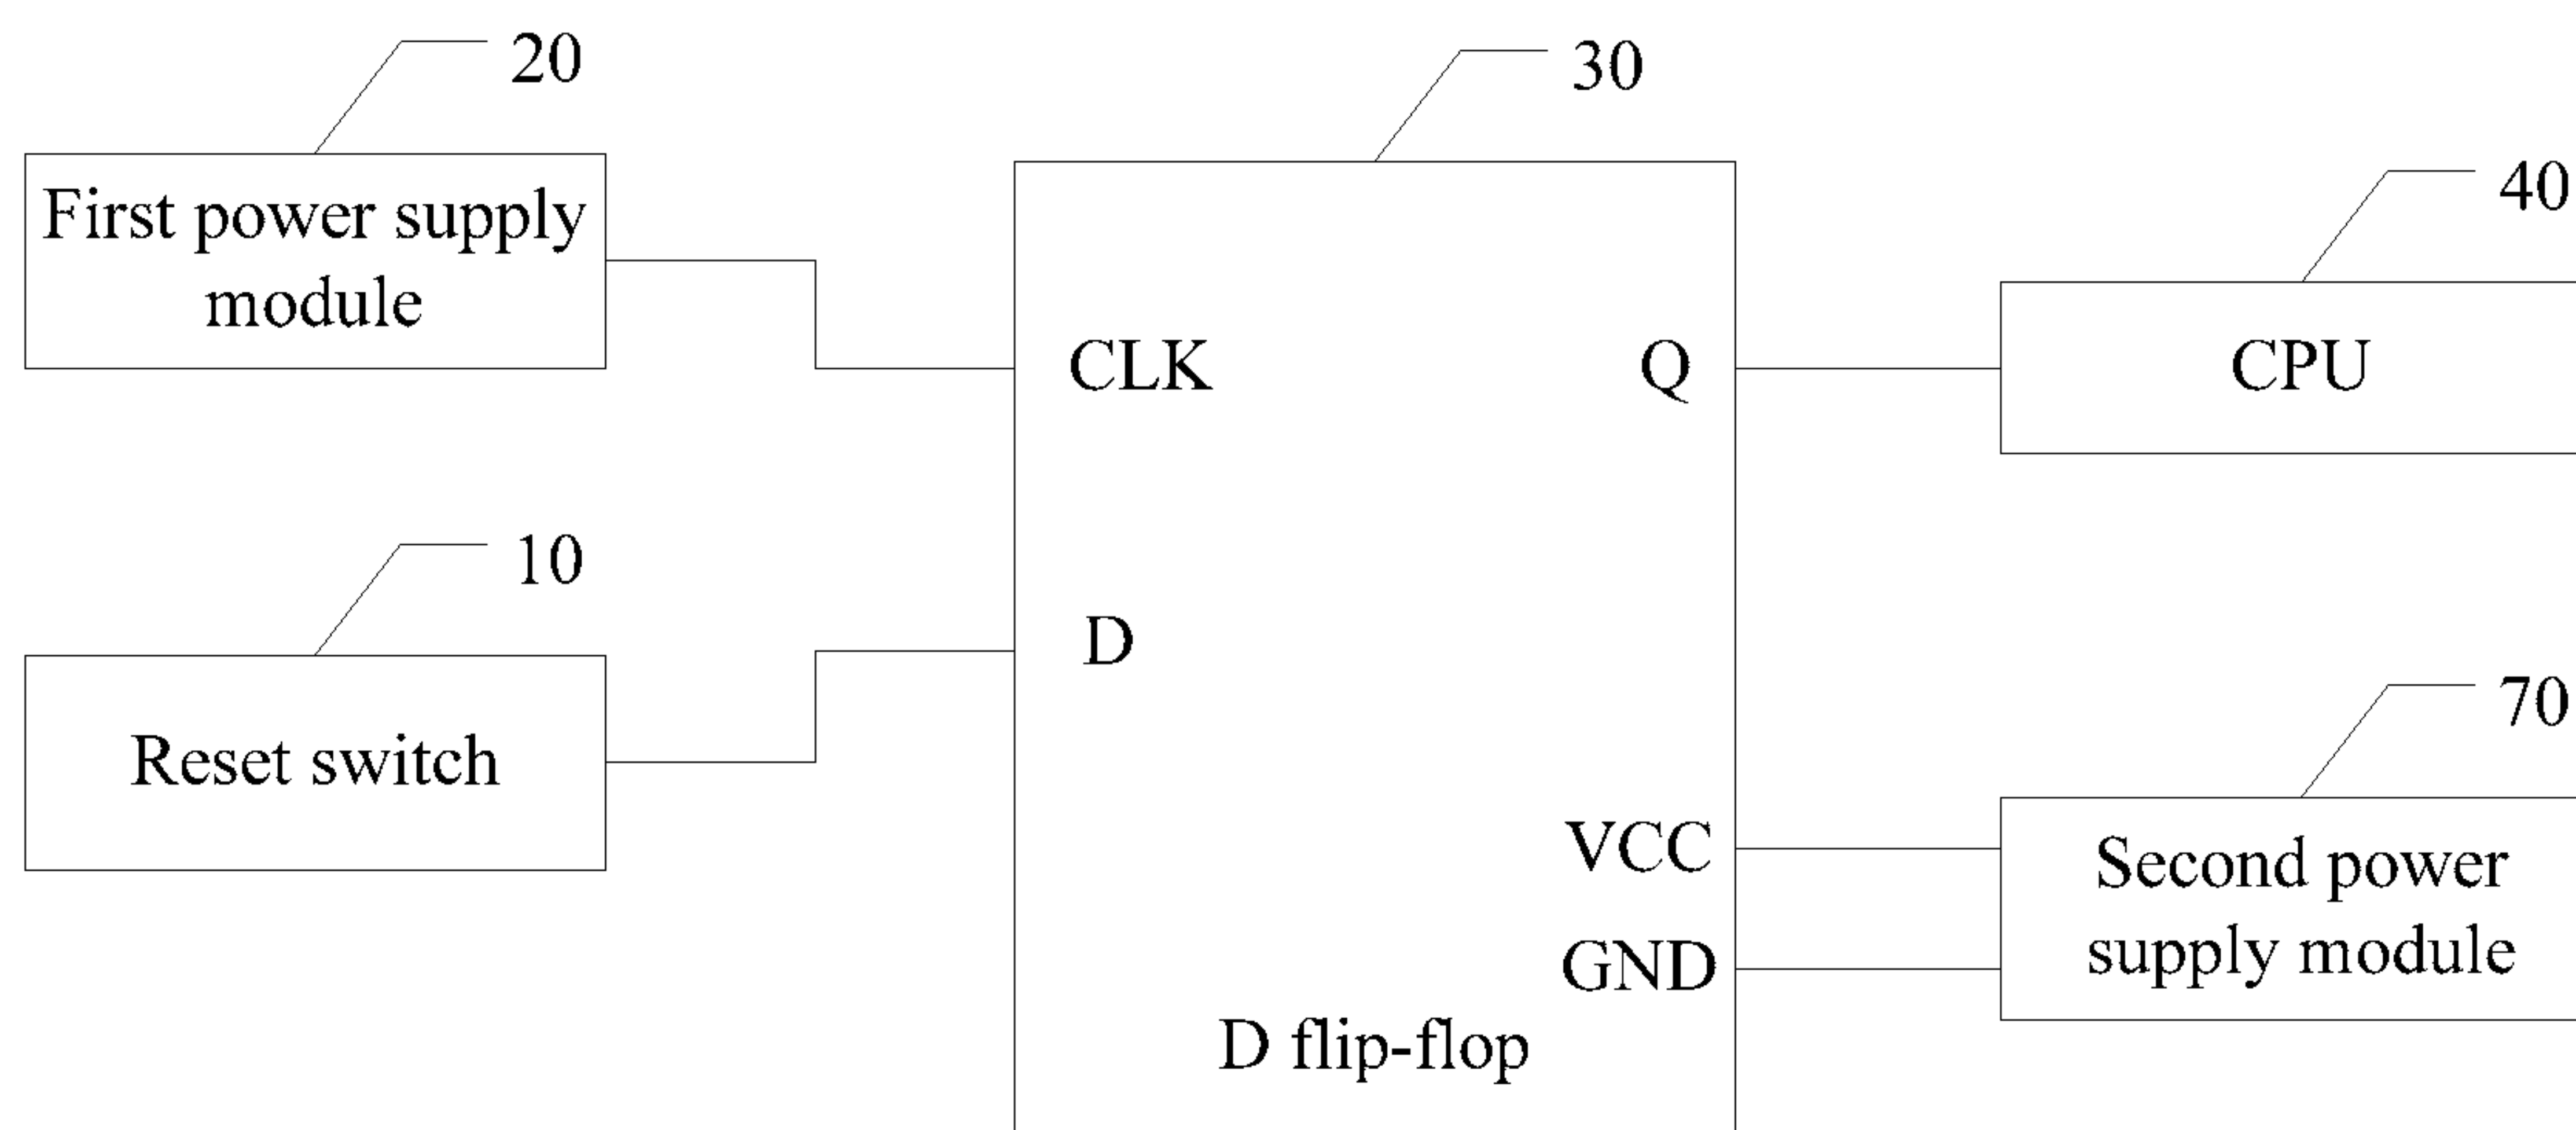 20
30
First power supply
module
40
CLK
Q
CPU
10
D
70
Reset switch
VCC
Second power
supply module
GND
D flip-flop